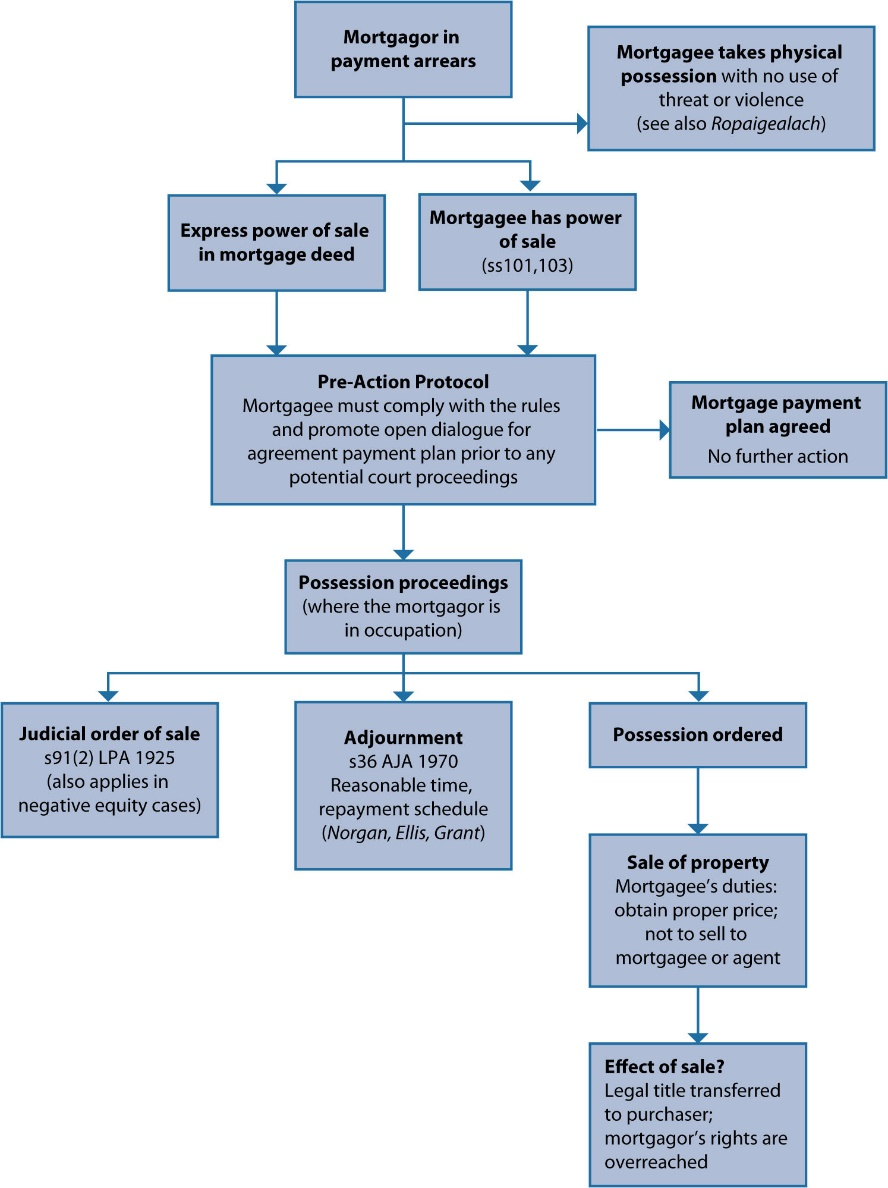 Mortgagor in
payment arrears
Mortgagee takes physical
possession with no use of
threat or violence
(see also Ropaigealach)
Express power of sale
in mortgage deed
Mortgagee has power
of sale
(ss101,103)
Pre-Action Protocol
Mortgagee must comply with the rules
and promote open dialogue for
agreement payment plan prior to any
potential court proceedings
Mortgage payment
plan agreed
No further action
Possession proceedings
(where the mortgagor is
in occupation)
Judicial order of sale
s91(2) LPA 1925
(also applies in
negative equity cases)
Adjournment
s36 AJA 1970
Reasonable time,
repayment schedule
(Norgan, Ellis, Grant)
Possession ordered
Sale of property
Mortgagee’s duties:
obtain proper price;
not to sell to
mortgagee or agent
Effect of sale?
Legal title transferred
to purchaser;
mortgagor’s rights are
overreached